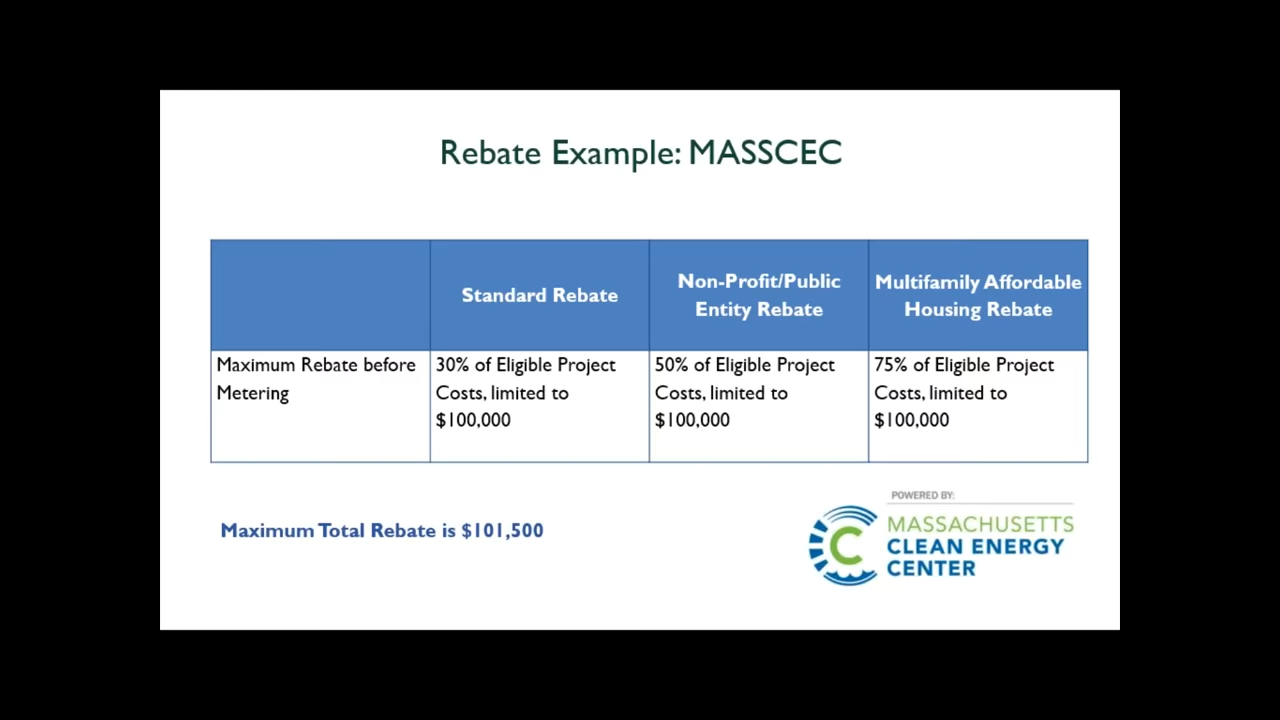 Rebate Example: MASSCEC
Standard Rebate
Non-Profit/Public
Entity Rebate
Multifamily Affordable
Housing Rebate
Maximum Rebate before
Metering
30% of Eligible Project
Costs, limited to
$100,000
50% of Eligible Project
Costs, limited to
$100,000
75% of Eligible Project
Costs, limited to
$100,000
Maximum Total Rebate is $101,500
POWERED BY:
MASSACHUSETTS
CLEAN ENERGY
CENTER